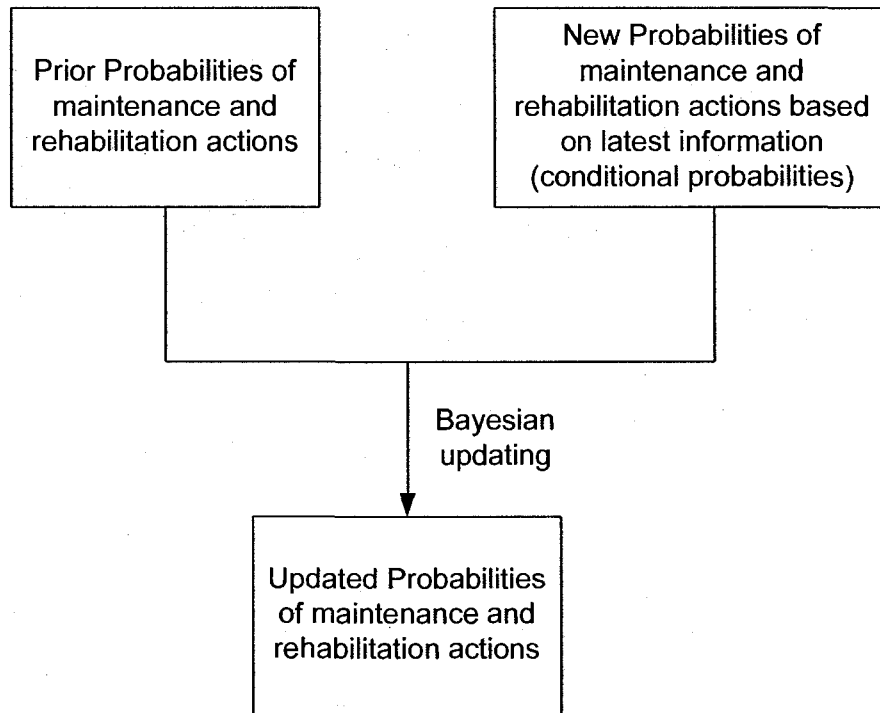 Prior Probabilities of
maintenance and
rehabilitation actions
New Probabilities of
maintenance and
rehabilitation actions based
on latest information
(conditional probabilities)
Bayesian
updating
Updated Probabilities
of maintenance and
rehabilitation actions